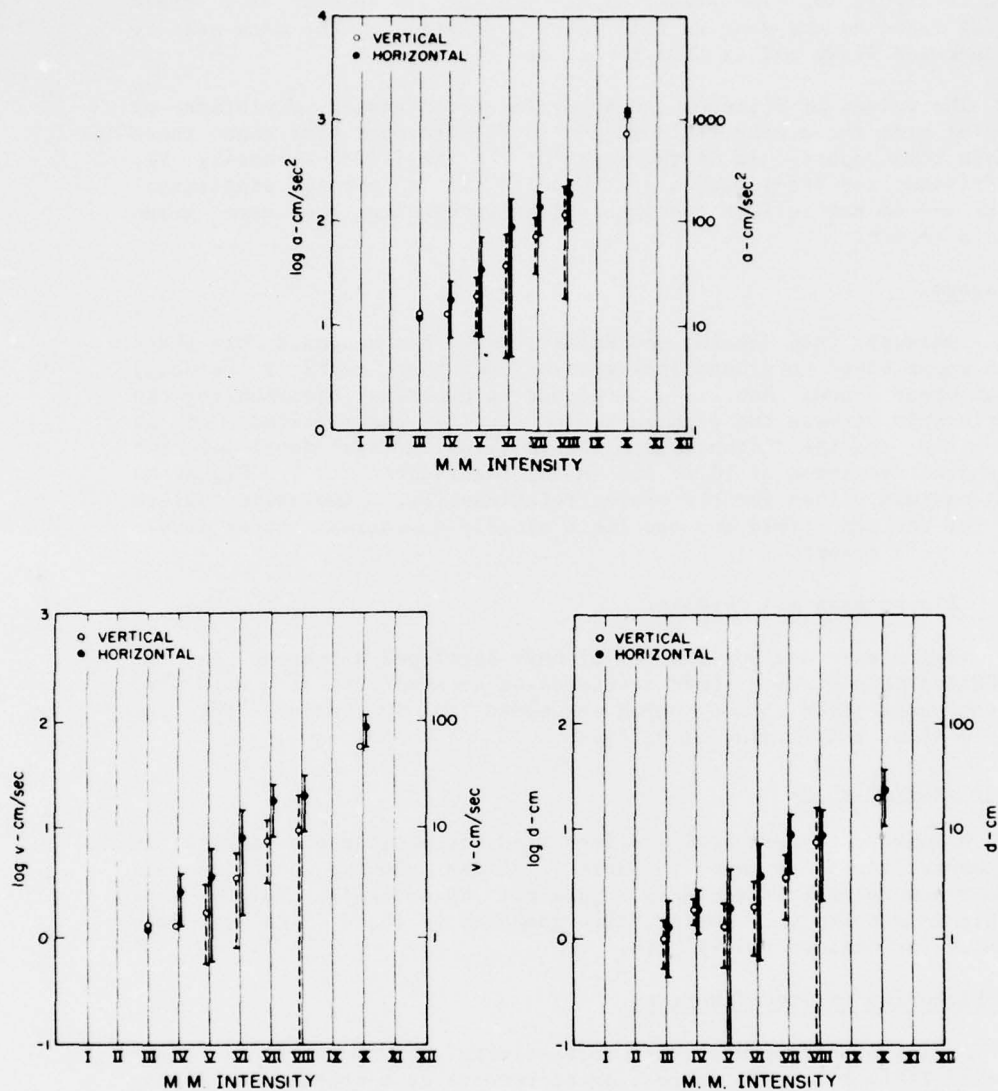 4
○ VERTICAL
● HORIZONTAL
3
2
1
0
log a-cm/sec²
1000
100
10
1
a-cm/sec²
I II III IV V VI VII VIII IX X XI XII
M. M. INTENSITY
3
○ VERTICAL
● HORIZONTAL
2
1
0
-1
log v-cm/sec
100
10
1
v-cm/sec
I II III IV V VI VII VIII IX X XI XII
M M. INTENSITY
○ VERTICAL
● HORIZONTAL
2
1
0
-1
log d-cm
100
10
1
d-cm
I II III IV V VI VII VIII IX X XI XII
M. M. INTENSITY